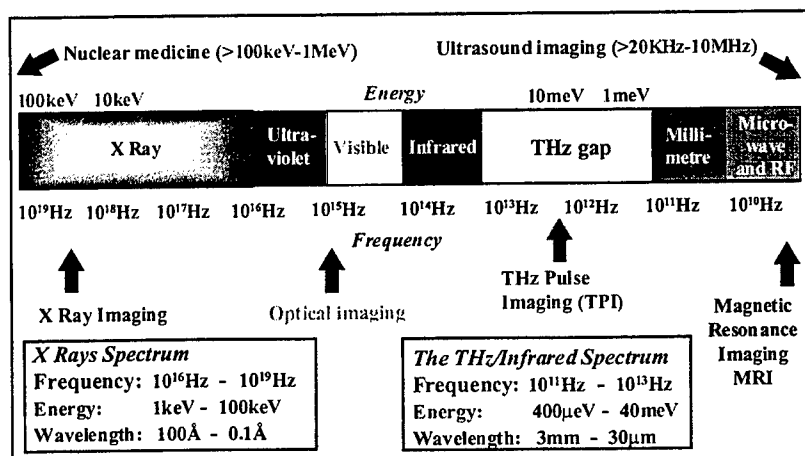 Nuclear medicine (>100keV-1MeV)
Ultrasound imaging (>20KHz-10MHz)
100keV 10keV Energy 10meV 1meV
X Ray
Ultra-
violet
Visible
Infrared
THz gap
Milli-
metre
Micro-
wave
and RF
10¹⁹Hz 10¹⁸Hz 10¹⁷Hz 10¹⁶Hz 10¹⁵Hz 10¹⁴Hz 10¹³Hz 10¹²Hz 10¹¹Hz 10¹⁰Hz
Frequency
X Ray Imaging
Optical imaging
THz Pulse
Imaging (TPI)
Magnetic
Resonance
Imaging
MRI
X Rays Spectrum
Frequency: 10¹⁶Hz - 10¹⁹Hz
Energy: 1keV - 100keV
Wavelength: 100Å - 0.1Å
The THz/Infrared Spectrum
Frequency: 10¹¹Hz - 10¹³Hz
Energy: 400µeV - 40meV
Wavelength: 3mm - 30µm